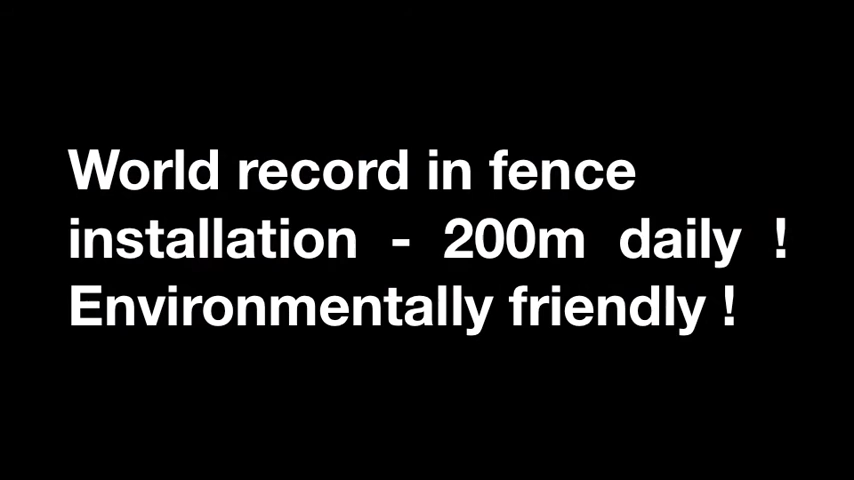 World record in fence
installation - 200m daily !
Environmentally friendly !